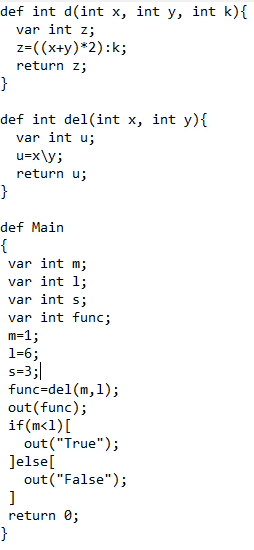 def int d(int x, int y, int k){
  var int z;
  z=((x+y)*2):k;
  return z;
}

def int del(int x, int y){
  var int u;
  u=x\y;
  return u;
}

def Main
{
 var int m;
 var int l;
 var int s;
 var int func;
 m=1;
 l=6;
 s=3;
 func=del(m,l);
 out(func);
 if(m<l)[
   out("True");
 ]else[
   out("False");
 ]
 return 0;
}